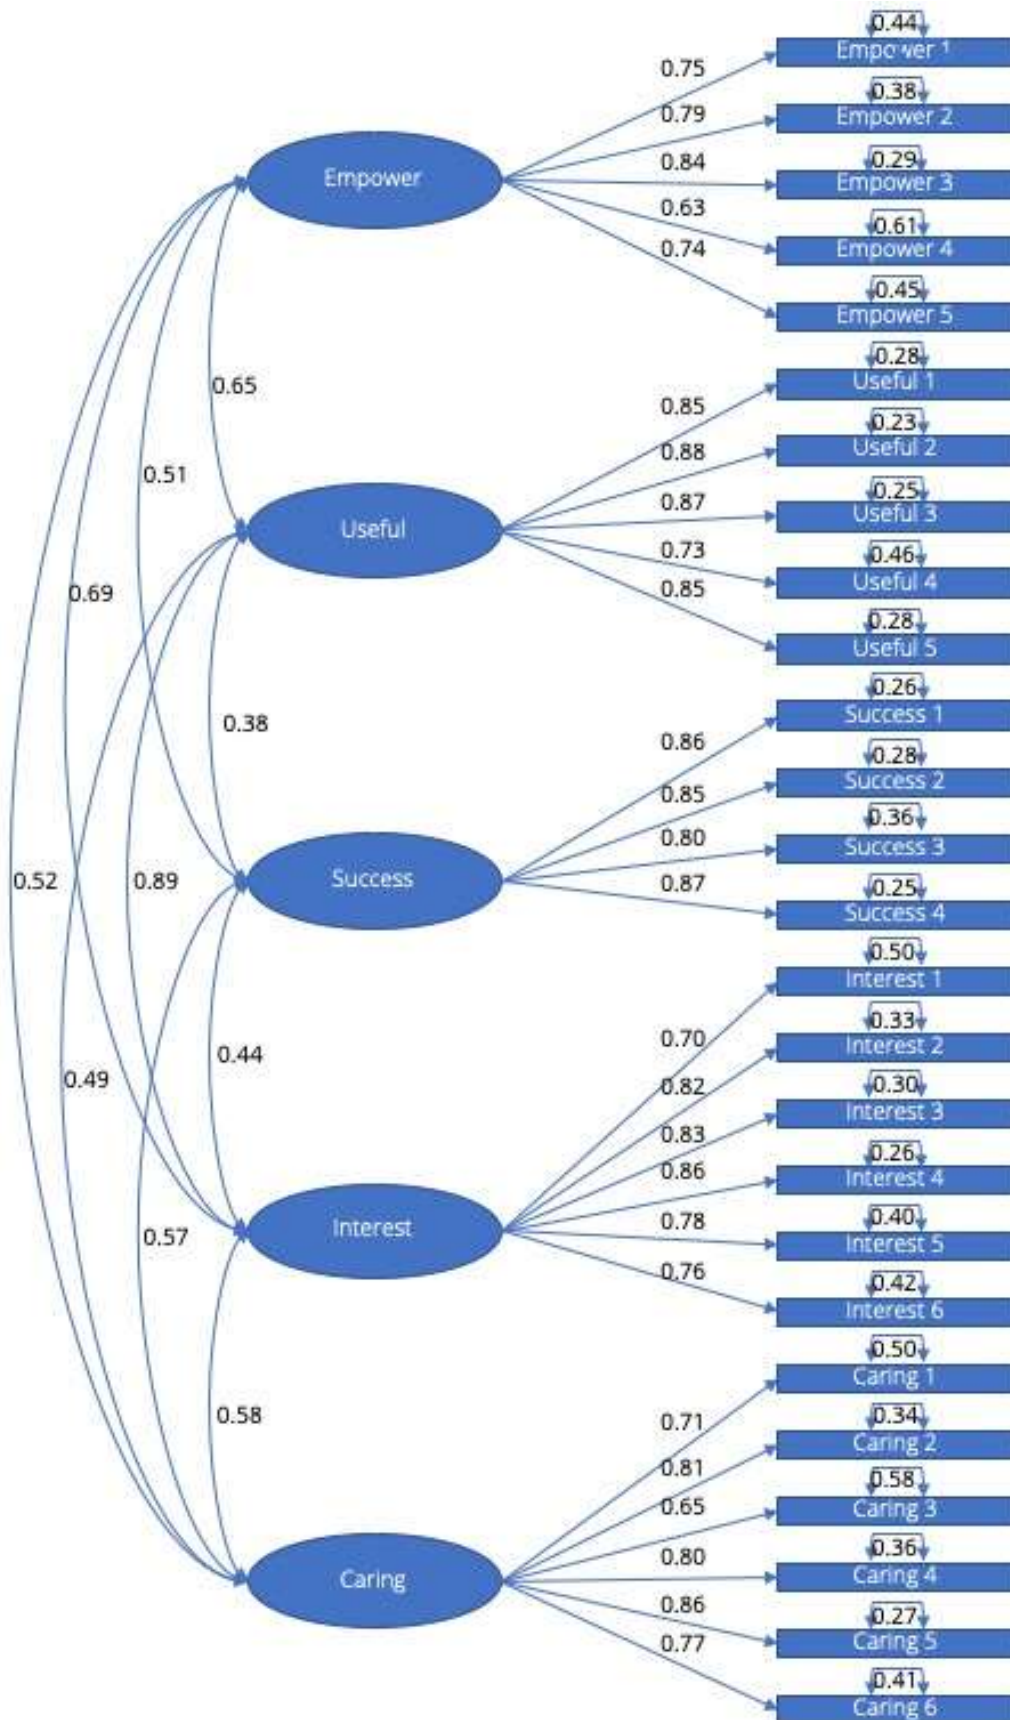 0.44
Empower 1
0.75
0.38
Empower 2
0.79
0.29
Empower 3
0.84
Empower
0.61
Empower 4
0.63
0.45
Empower 5
0.74
0.28
Useful 1
0.65
0.85
0.23
Useful 2
0.88
0.51
0.25
Useful 3
0.87
Useful
0.46
Useful 4
0.73
0.69
0.28
Useful 5
0.85
0.26
Success 1
0.38
0.86
0.28
Success 2
0.85
0.36
Success 3
0.80
0.52
0.89
Success
0.25
Success 4
0.87
0.50
Interest 1
0.70
0.33
Interest 2
0.44
0.49
0.82
0.30
Interest 3
0.83
0.26
Interest 4
0.86
0.57
Interest
0.40
Interest 5
0.78
0.42
Interest 6
0.76
0.50
Caring 1
0.58
0.71
0.34
Caring 2
0.81
0.58
Caring 3
0.65
0.36
Caring 4
0.80
Caring
0.27
Caring 5
0.86
0.41
Caring 6
0.77